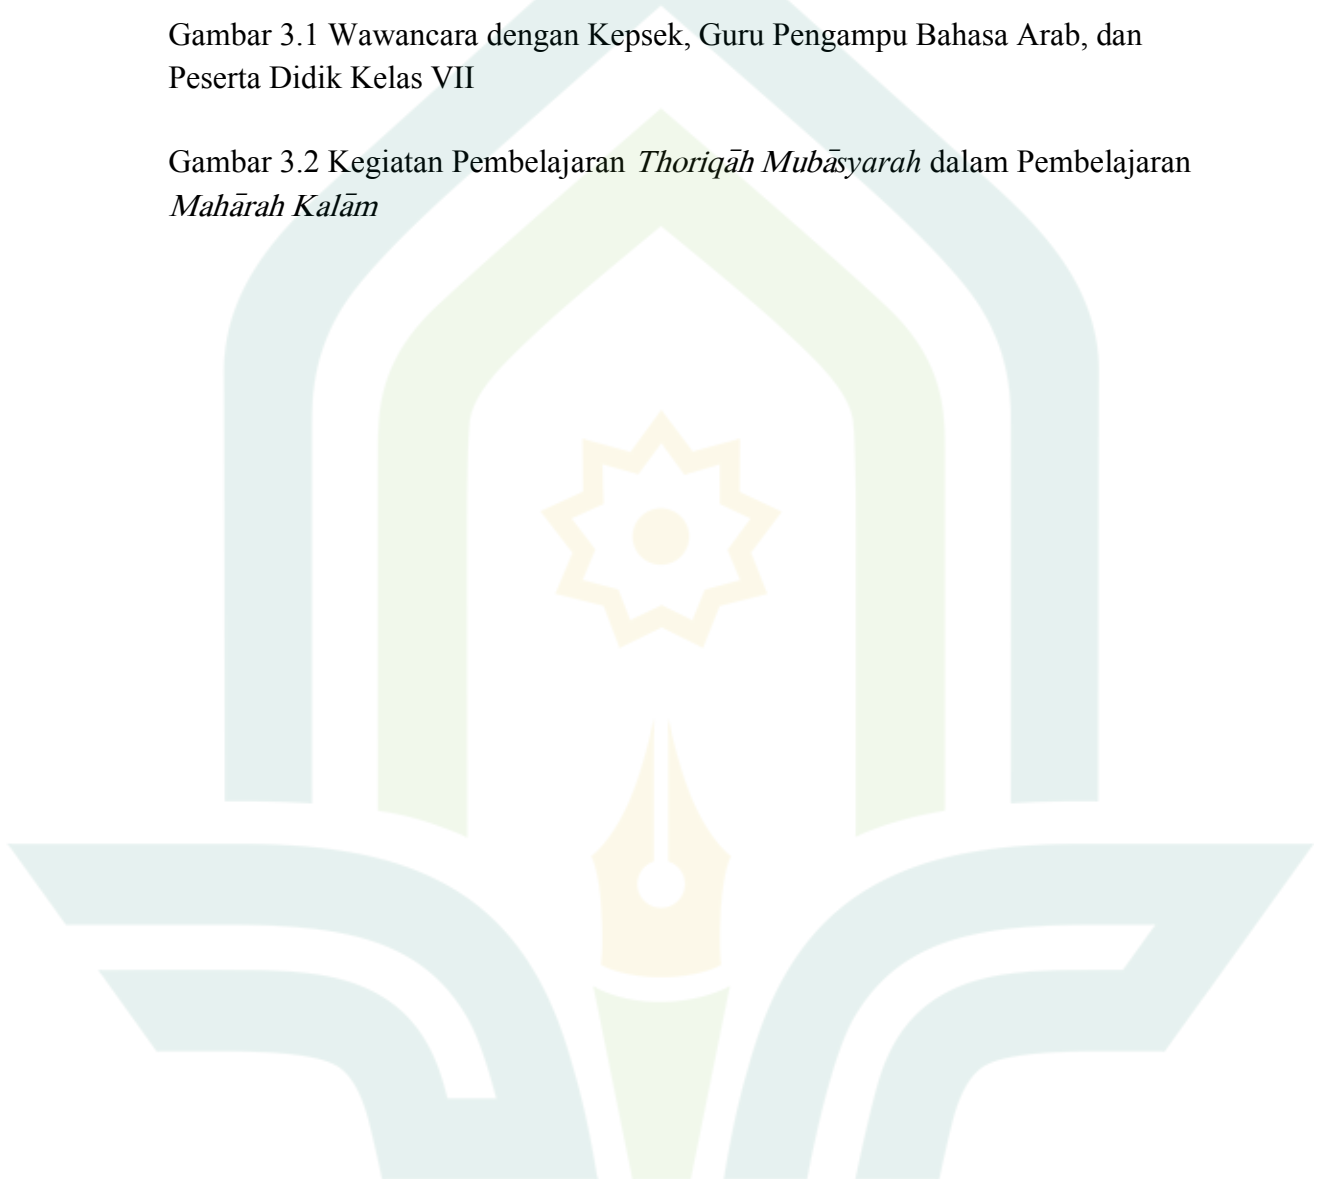 Gambar 3.1 Wawancara dengan Kepsek, Guru Pengampu Bahasa Arab, dan
Peserta Didik Kelas VII
Gambar 3.2 Kegiatan Pembelajaran Thoriqāh Mubāsyarah dalam Pembelajaran
Mahārah Kalām